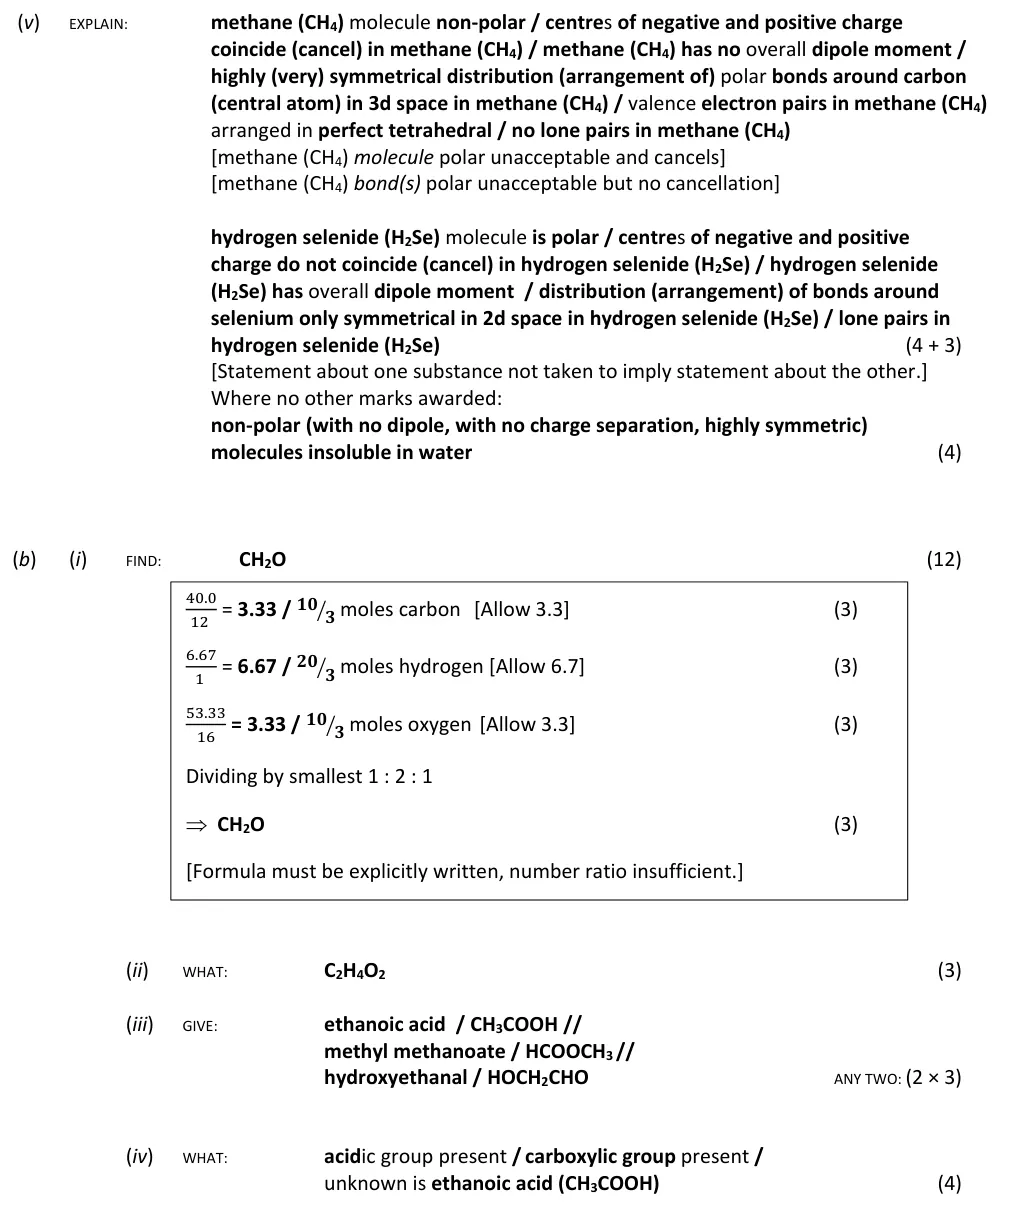 (v) EXPLAIN: methane (CH₄) molecule non-polar / centres of negative and positive charge
coincide (cancel) in methane (CH₄) / methane (CH₄) has no overall dipole moment /
highly (very) symmetrical distribution (arrangement of) polar bonds around carbon
(central atom) in 3d space in methane (CH₄) / valence electron pairs in methane (CH₄)
arranged in perfect tetrahedral / no lone pairs in methane (CH₄)
[methane (CH₄) molecule polar unacceptable and cancels]
[methane (CH₄) bond(s) polar unacceptable but no cancellation]
hydrogen selenide (H₂Se) molecule is polar / centres of negative and positive
charge do not coincide (cancel) in hydrogen selenide (H₂Se) / hydrogen selenide
(H₂Se) has overall dipole moment / distribution (arrangement) of bonds around
selenium only symmetrical in 2d space in hydrogen selenide (H₂Se) / lone pairs in
hydrogen selenide (H₂Se) (4 + 3)
[Statement about one substance not taken to imply statement about the other.]
Where no other marks awarded:
non-polar (with no dipole, with no charge separation, highly symmetric)
molecules insoluble in water (4)
(b) (i) FIND: CH₂O (12)
40.0/12 = 3.33 / 10/3 moles carbon [Allow 3.3] (3)
6.67/1 = 6.67 / 20/3 moles hydrogen [Allow 6.7] (3)
53.33/16 = 3.33 / 10/3 moles oxygen [Allow 3.3] (3)
Dividing by smallest 1 : 2 : 1
⇒ CH₂O (3)
[Formula must be explicitly written, number ratio insufficient.]
(ii) WHAT: C₂H₄O₂ (3)
(iii) GIVE: ethanoic acid / CH₃COOH //
methyl methanoate / HCOOCH₃ //
hydroxyethanal / HOCH₂CHO ANY TWO: (2 × 3)
(iv) WHAT: acidic group present / carboxylic group present /
unknown is ethanoic acid (CH₃COOH) (4)